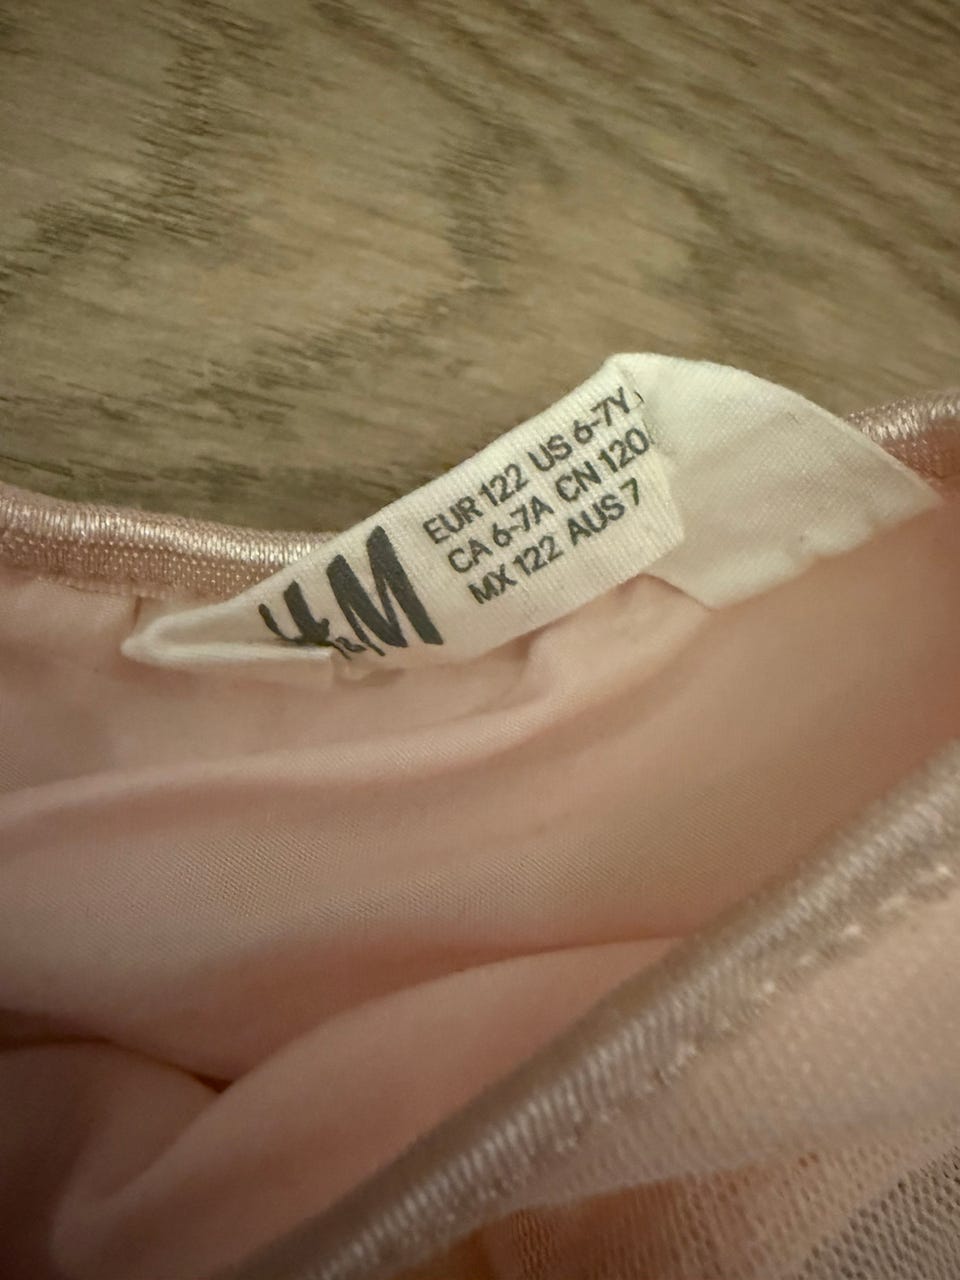 H&M
EUR 122 US 6-7Y
CA 6-7A CN 120
MX 122 AUS 7